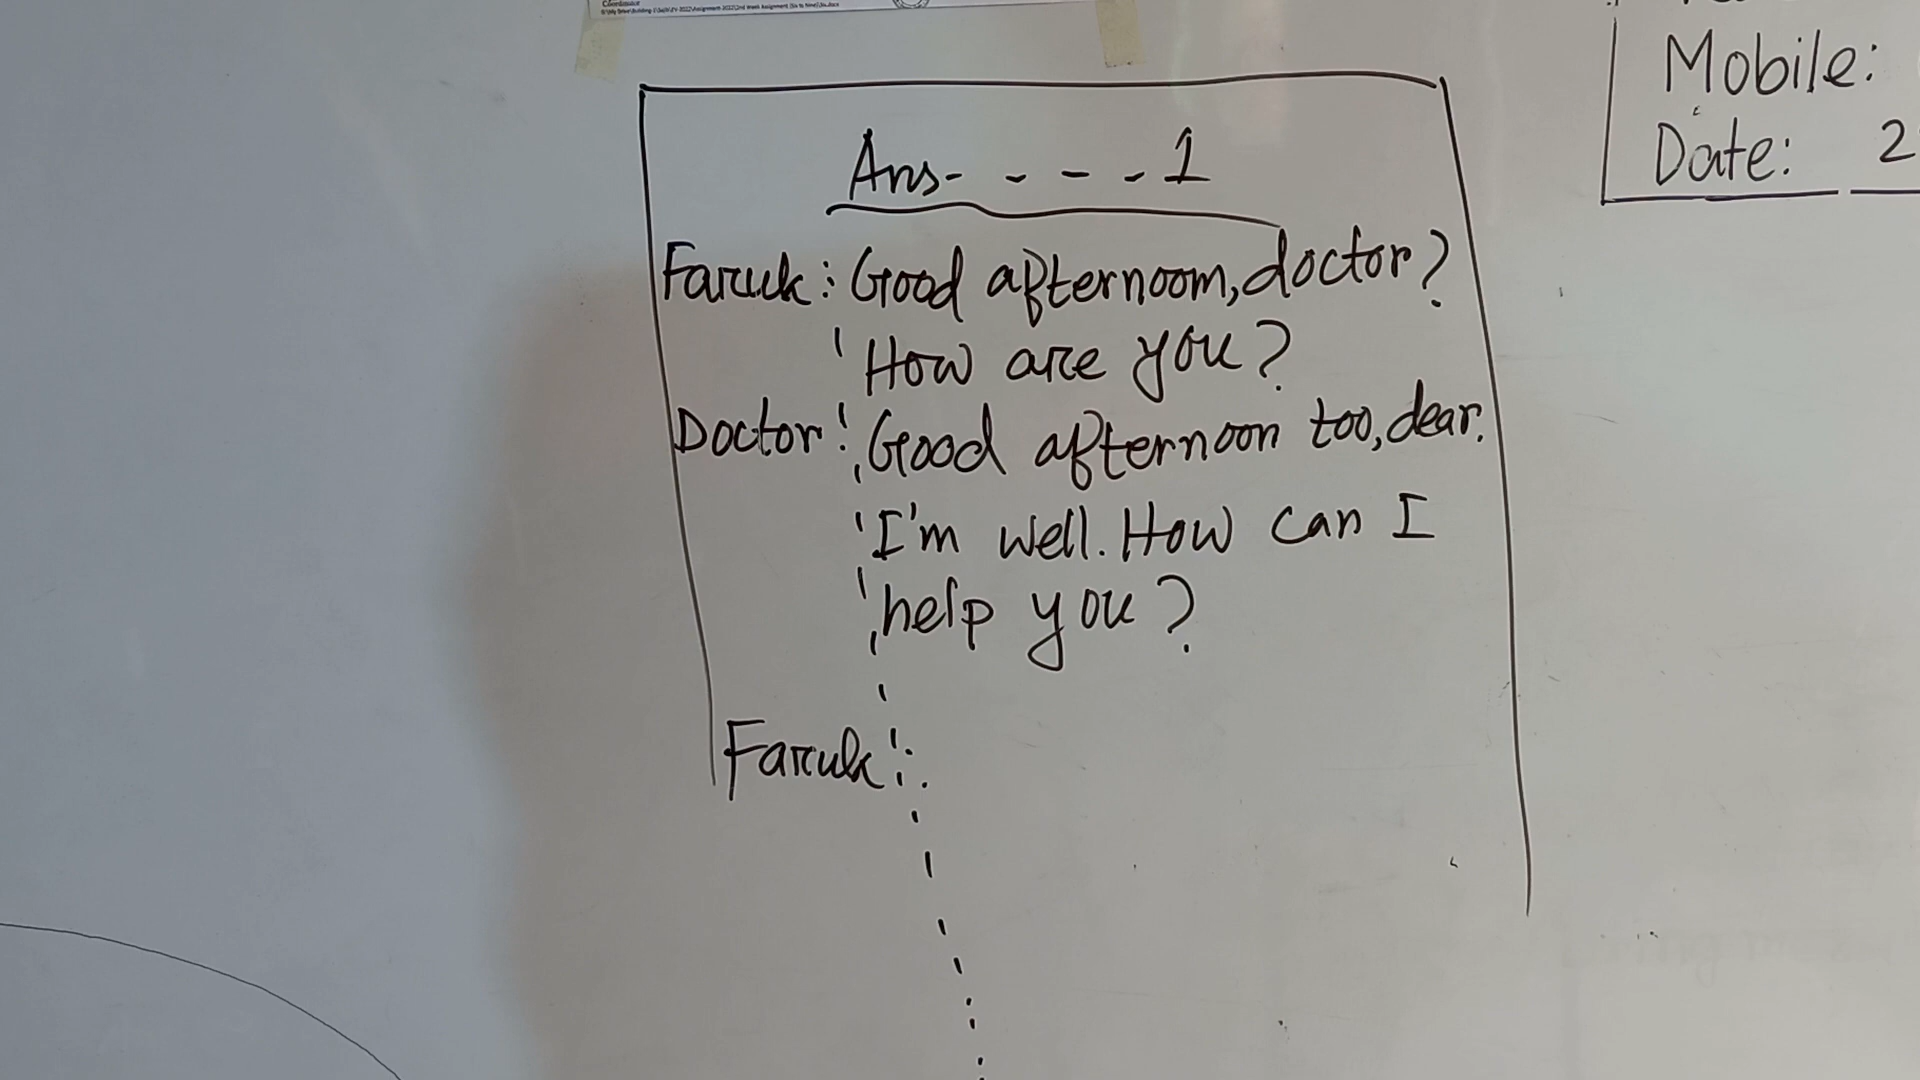 Coordinator
Mobile:
Date: 2
Ans- - - - - 1
Faruk: Good afternoom, doctor?
How are you?
Doctor: Good afternoon too, dear.
I'm well. How can I
help you?
Faruk: